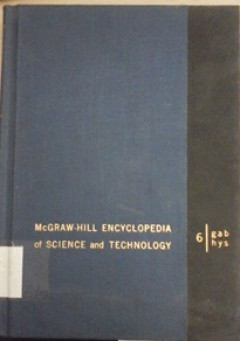 McGRAW-HILL ENCYCLOPEDIA
of SCIENCE and TECHNOLOGY
6
gab
hys